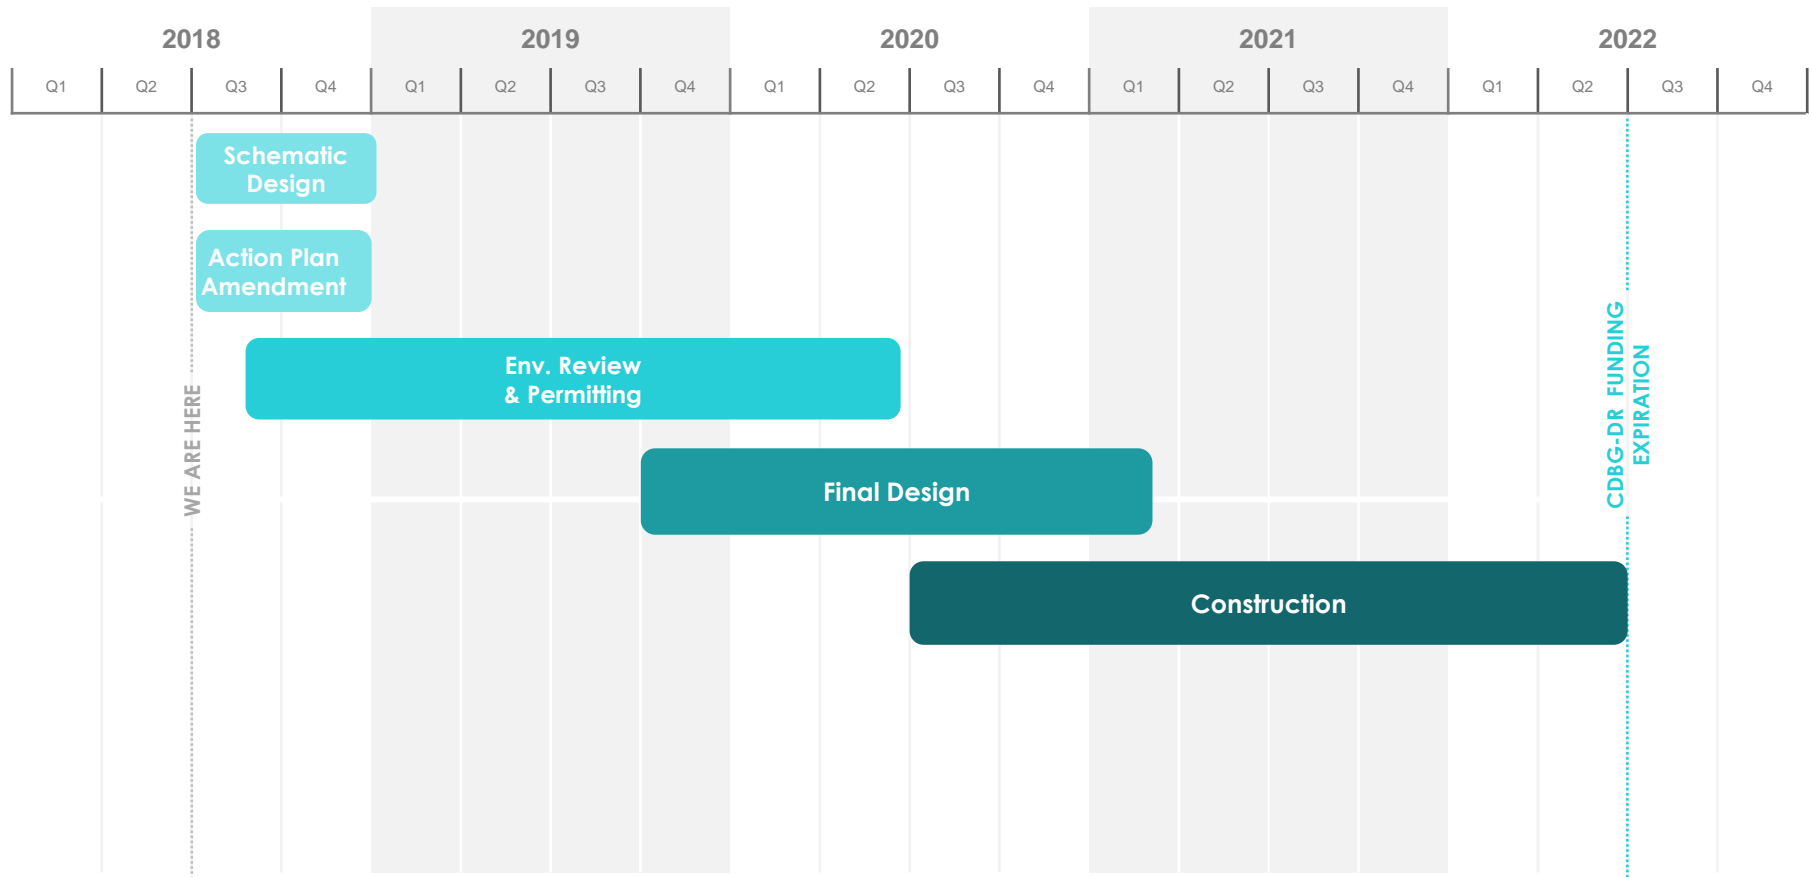 2018 2019 2020 2021 2022
Q1 Q2 Q3 Q4 Q1 Q2 Q3 Q4 Q1 Q2 Q3 Q4 Q1 Q2 Q3 Q4 Q1 Q2 Q3 Q4
Schematic
Design
Action Plan
Amendment
Env. Review
& Permitting
WE ARE HERE
CDBG-DR FUNDING
EXPIRATION
Final Design
Construction